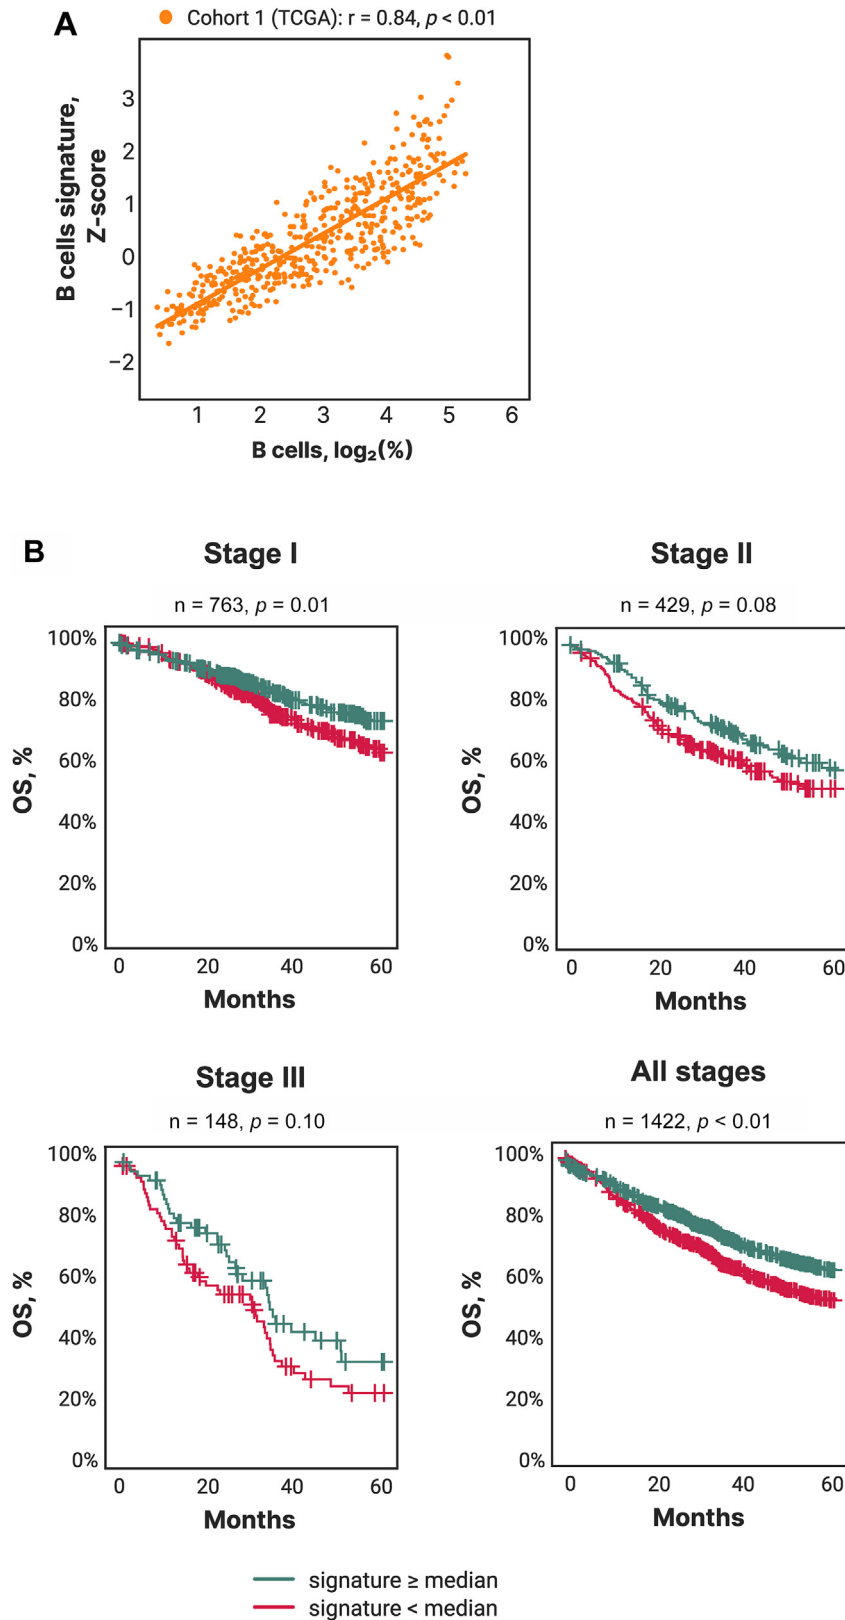 A
Cohort 1 (TCGA): r = 0.84, p < 0.01
B cells signature,
Z-score
3
2
1
0
−1
−2
1 2 3 4 5 6
B cells, log₂(%)
B
Stage I
n = 763, p = 0.01
OS, %
100%
80%
60%
40%
20%
0%
0 20 40 60
Months
Stage II
n = 429, p = 0.08
OS, %
100%
80%
60%
40%
20%
0%
0 20 40 60
Months
Stage III
n = 148, p = 0.10
OS, %
100%
80%
60%
40%
20%
0%
0 20 40 60
Months
All stages
n = 1422, p < 0.01
OS, %
100%
80%
60%
40%
20%
0%
0 20 40 60
Months
signature ≥ median
signature < median